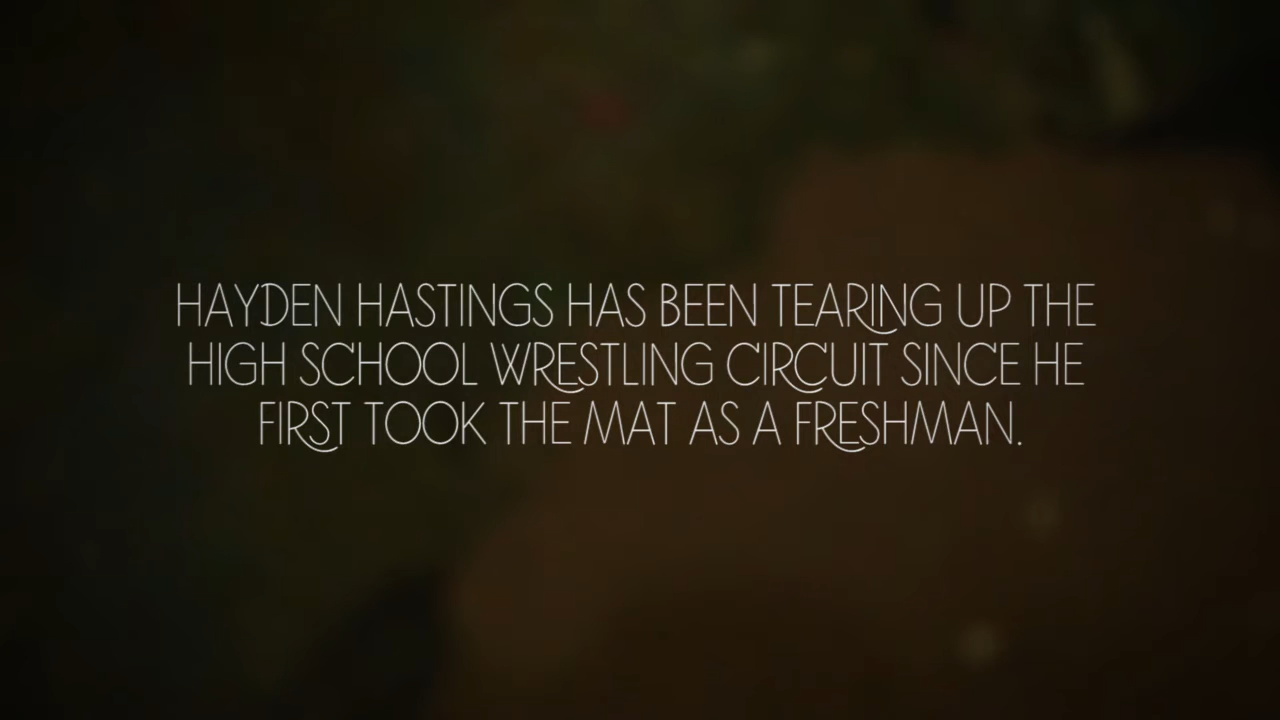 HAYDEN HASTINGS HAS BEEN TEARING UP THE
HIGH SCHOOL WRESTLING CIRCUIT SINCE HE
FIRST TOOK THE MAT AS A FRESHMAN.